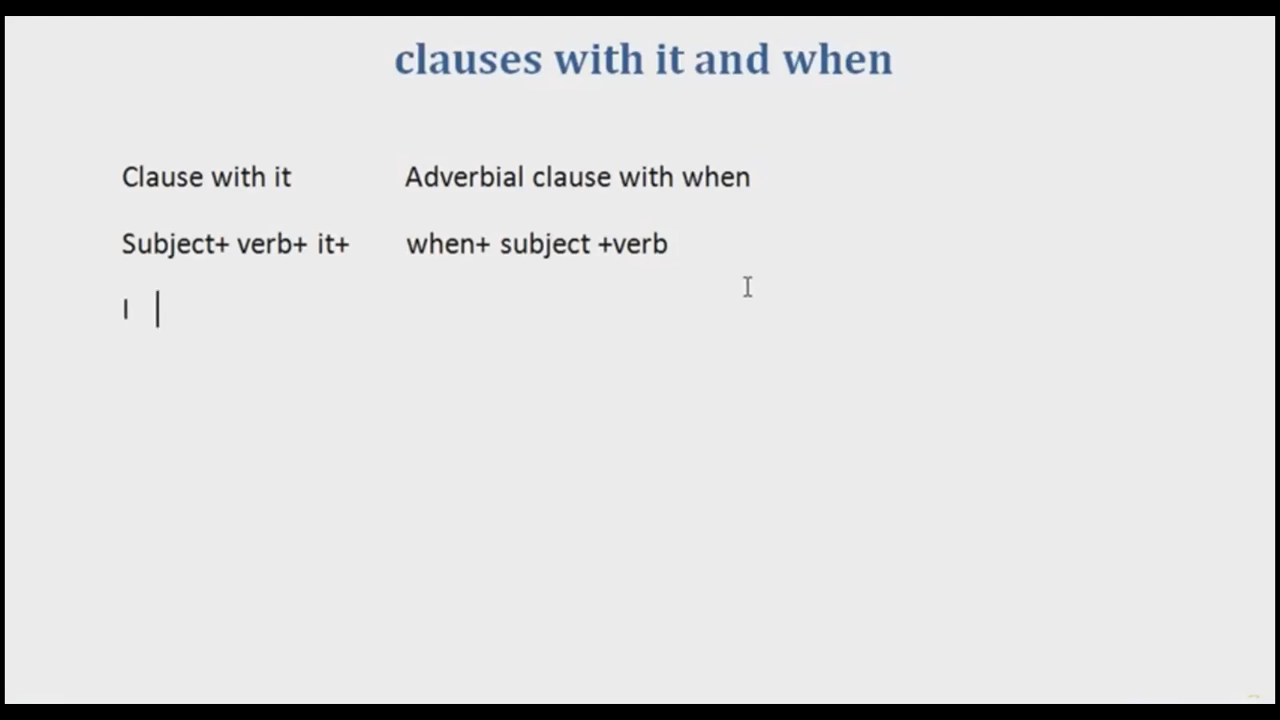 clauses with it and when
Clause with it Adverbial clause with when
Subject+ verb+ it+ when+ subject +verb
I